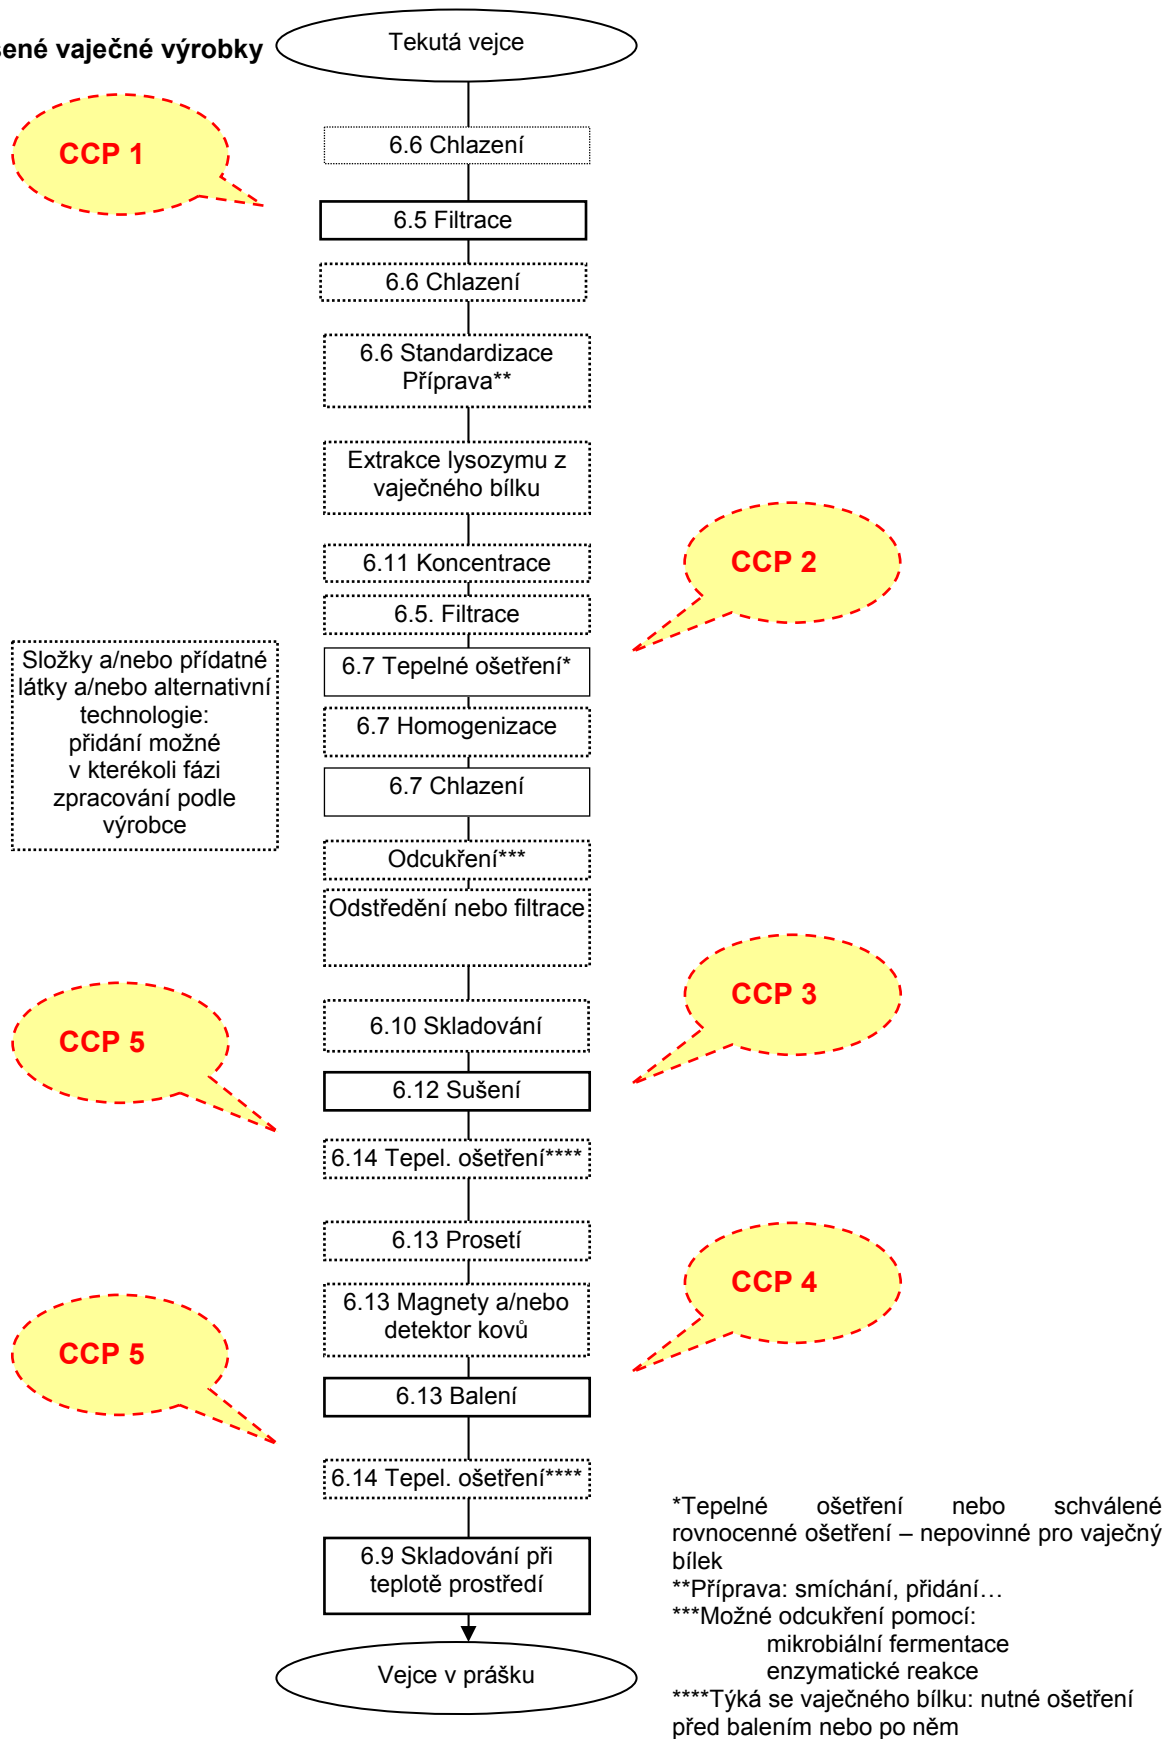 ené vaječné výrobky
Tekutá vejce
6.6 Chlazení
CCP 1
6.5 Filtrace
6.6 Chlazení
6.6 Standardizace
Příprava**
Extrakce lysozymu z
vaječného bílku
6.11 Koncentrace
CCP 2
6.5. Filtrace
Složky a/nebo přídatné
látky a/nebo alternativní
technologie:
přidání možné
v kterékoli fázi
zpracování podle
výrobce
6.7 Tepelné ošetření*
6.7 Homogenizace
6.7 Chlazení
Odcukření***
Odstředění nebo filtrace
CCP 3
6.10 Skladování
CCP 5
6.12 Sušení
6.14 Tepel. ošetření****
6.13 Prosetí
CCP 4
6.13 Magnety a/nebo
detektor kovů
CCP 5
6.13 Balení
6.14 Tepel. ošetření****
6.9 Skladování při
teplotě prostředí
Vejce v prášku
*Tepelné ošetření nebo schválené
rovnocenné ošetření – nepovinné pro vaječný
bílek
**Příprava: smíchání, přidání…
***Možné odcukření pomocí:
mikrobiální fermentace
enzymatické reakce
****Týká se vaječného bílku: nutné ošetření
před balením nebo po něm